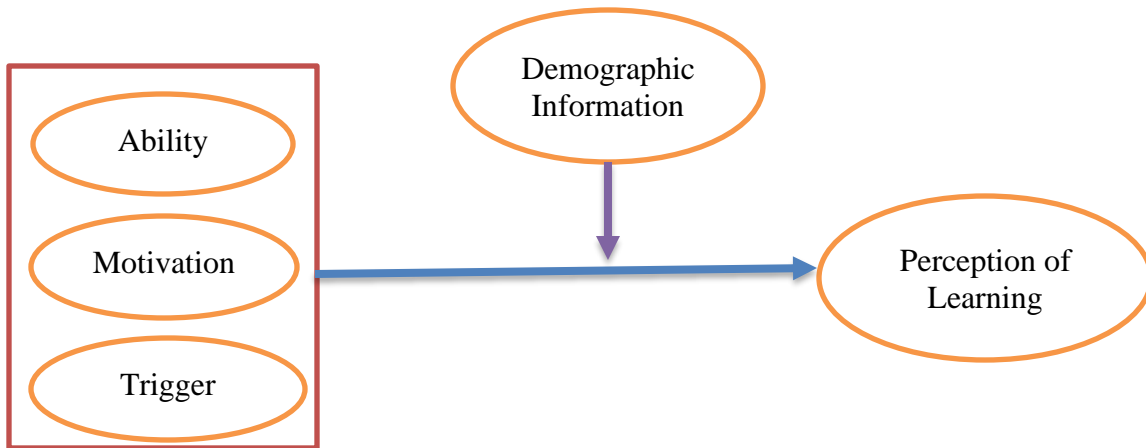 Demographic
Information
Ability
Motivation
Trigger
Perception of
Learning